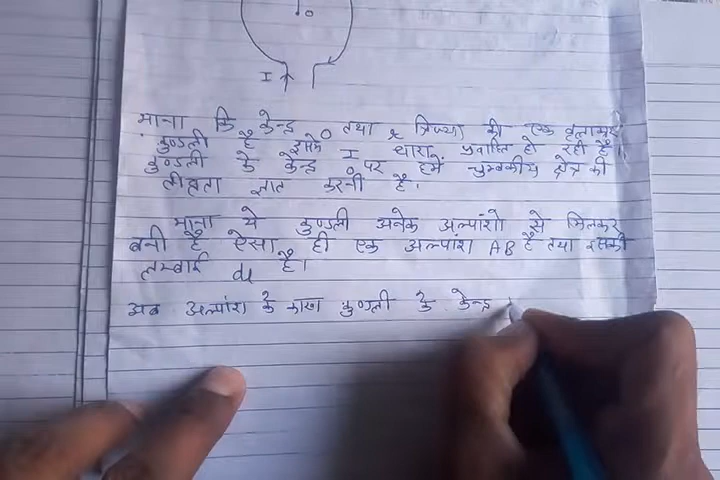 o
I
माना कि केन्द्र o तथा r त्रिज्या की एक वृत्ताकार
कुण्डली है इसमें I धारा प्रवाहित हो रही है।
कुण्डली के केन्द्र o पर हमें चुम्बकीय क्षेत्र की
तीव्रता ज्ञात करनी है।
माना ये कुण्डली अनेक अल्पांशो से मिलकर
बनी है ऐसा ही एक अल्पांश AB है तथा इसकी
लम्बाई dl है।
अब अल्पांश के कारण कुण्डली के केन्द्र